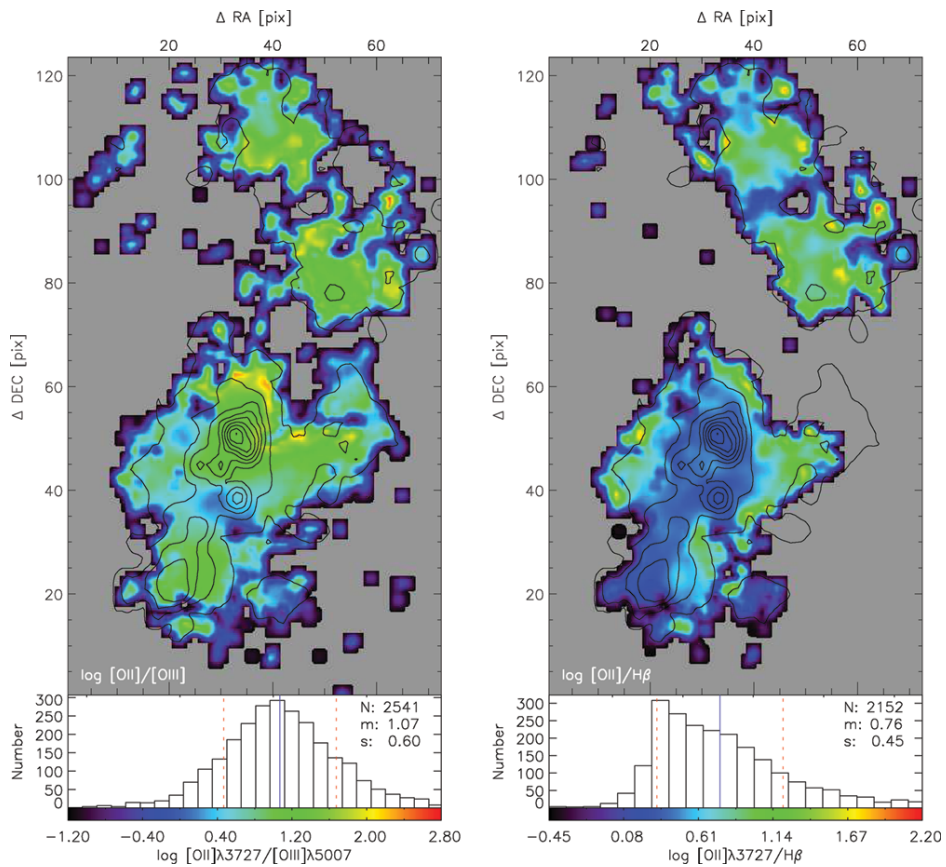 Δ RA [pix]
20 40 60
120
100
80
60
40
20
Δ DEC [pix]
log [OII]/[OIII]
300
250
200
150
100
50
0
Number
N: 2541
m: 1.07
s: 0.60
-1.20 -0.40 0.40 1.20 2.00 2.80
log [OII]λ3727/[OIII]λ5007
Δ RA [pix]
20 40 60
120
100
80
60
40
20
Δ DEC [pix]
log [OII]/Hβ
300
250
200
150
100
50
0
Number
N: 2152
m: 0.76
s: 0.45
-0.45 0.08 0.61 1.14 1.67 2.20
log [OII]λ3727/Hβ